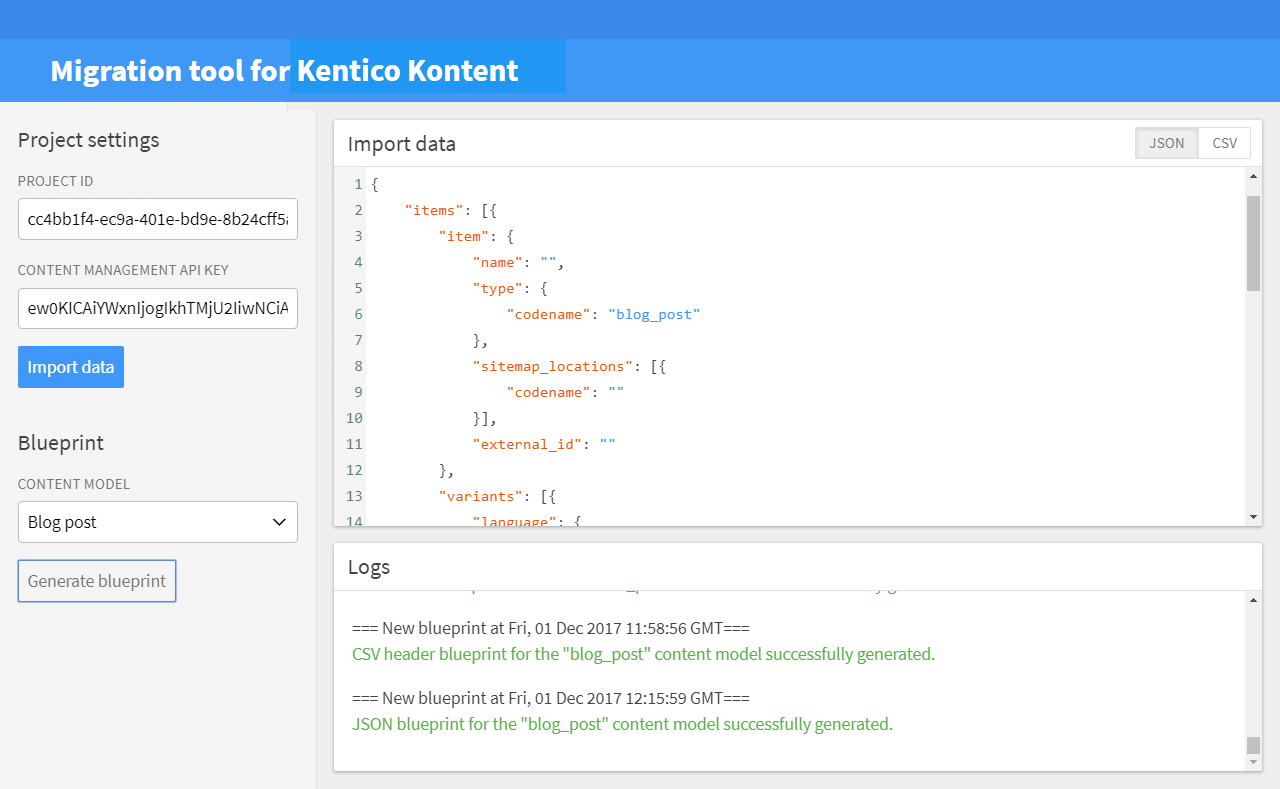 Migration tool for Kentico Kontent
Project settings
PROJECT ID
cc4bb1f4-ec9a-401e-bd9e-8b24cff5a
CONTENT MANAGEMENT API KEY
ew0KICAiYWxnIjogIkhTMjU2IiwNCiA
Import data
Blueprint
CONTENT MODEL
Blog post
Generate blueprint
Import data
JSON CSV
1 {
2 "items": [{
3 "item": {
4 "name": "",
5 "type": {
6 "codename": "blog_post"
7 },
8 "sitemap_locations": [{
9 "codename": ""
10 }],
11 "external_id": ""
12 },
13 "variants": [{
14 "language": {
Logs
=== New blueprint at Fri, 01 Dec 2017 11:58:56 GMT===
CSV header blueprint for the "blog_post" content model successfully generated.
=== New blueprint at Fri, 01 Dec 2017 12:15:59 GMT===
JSON blueprint for the "blog_post" content model successfully generated.